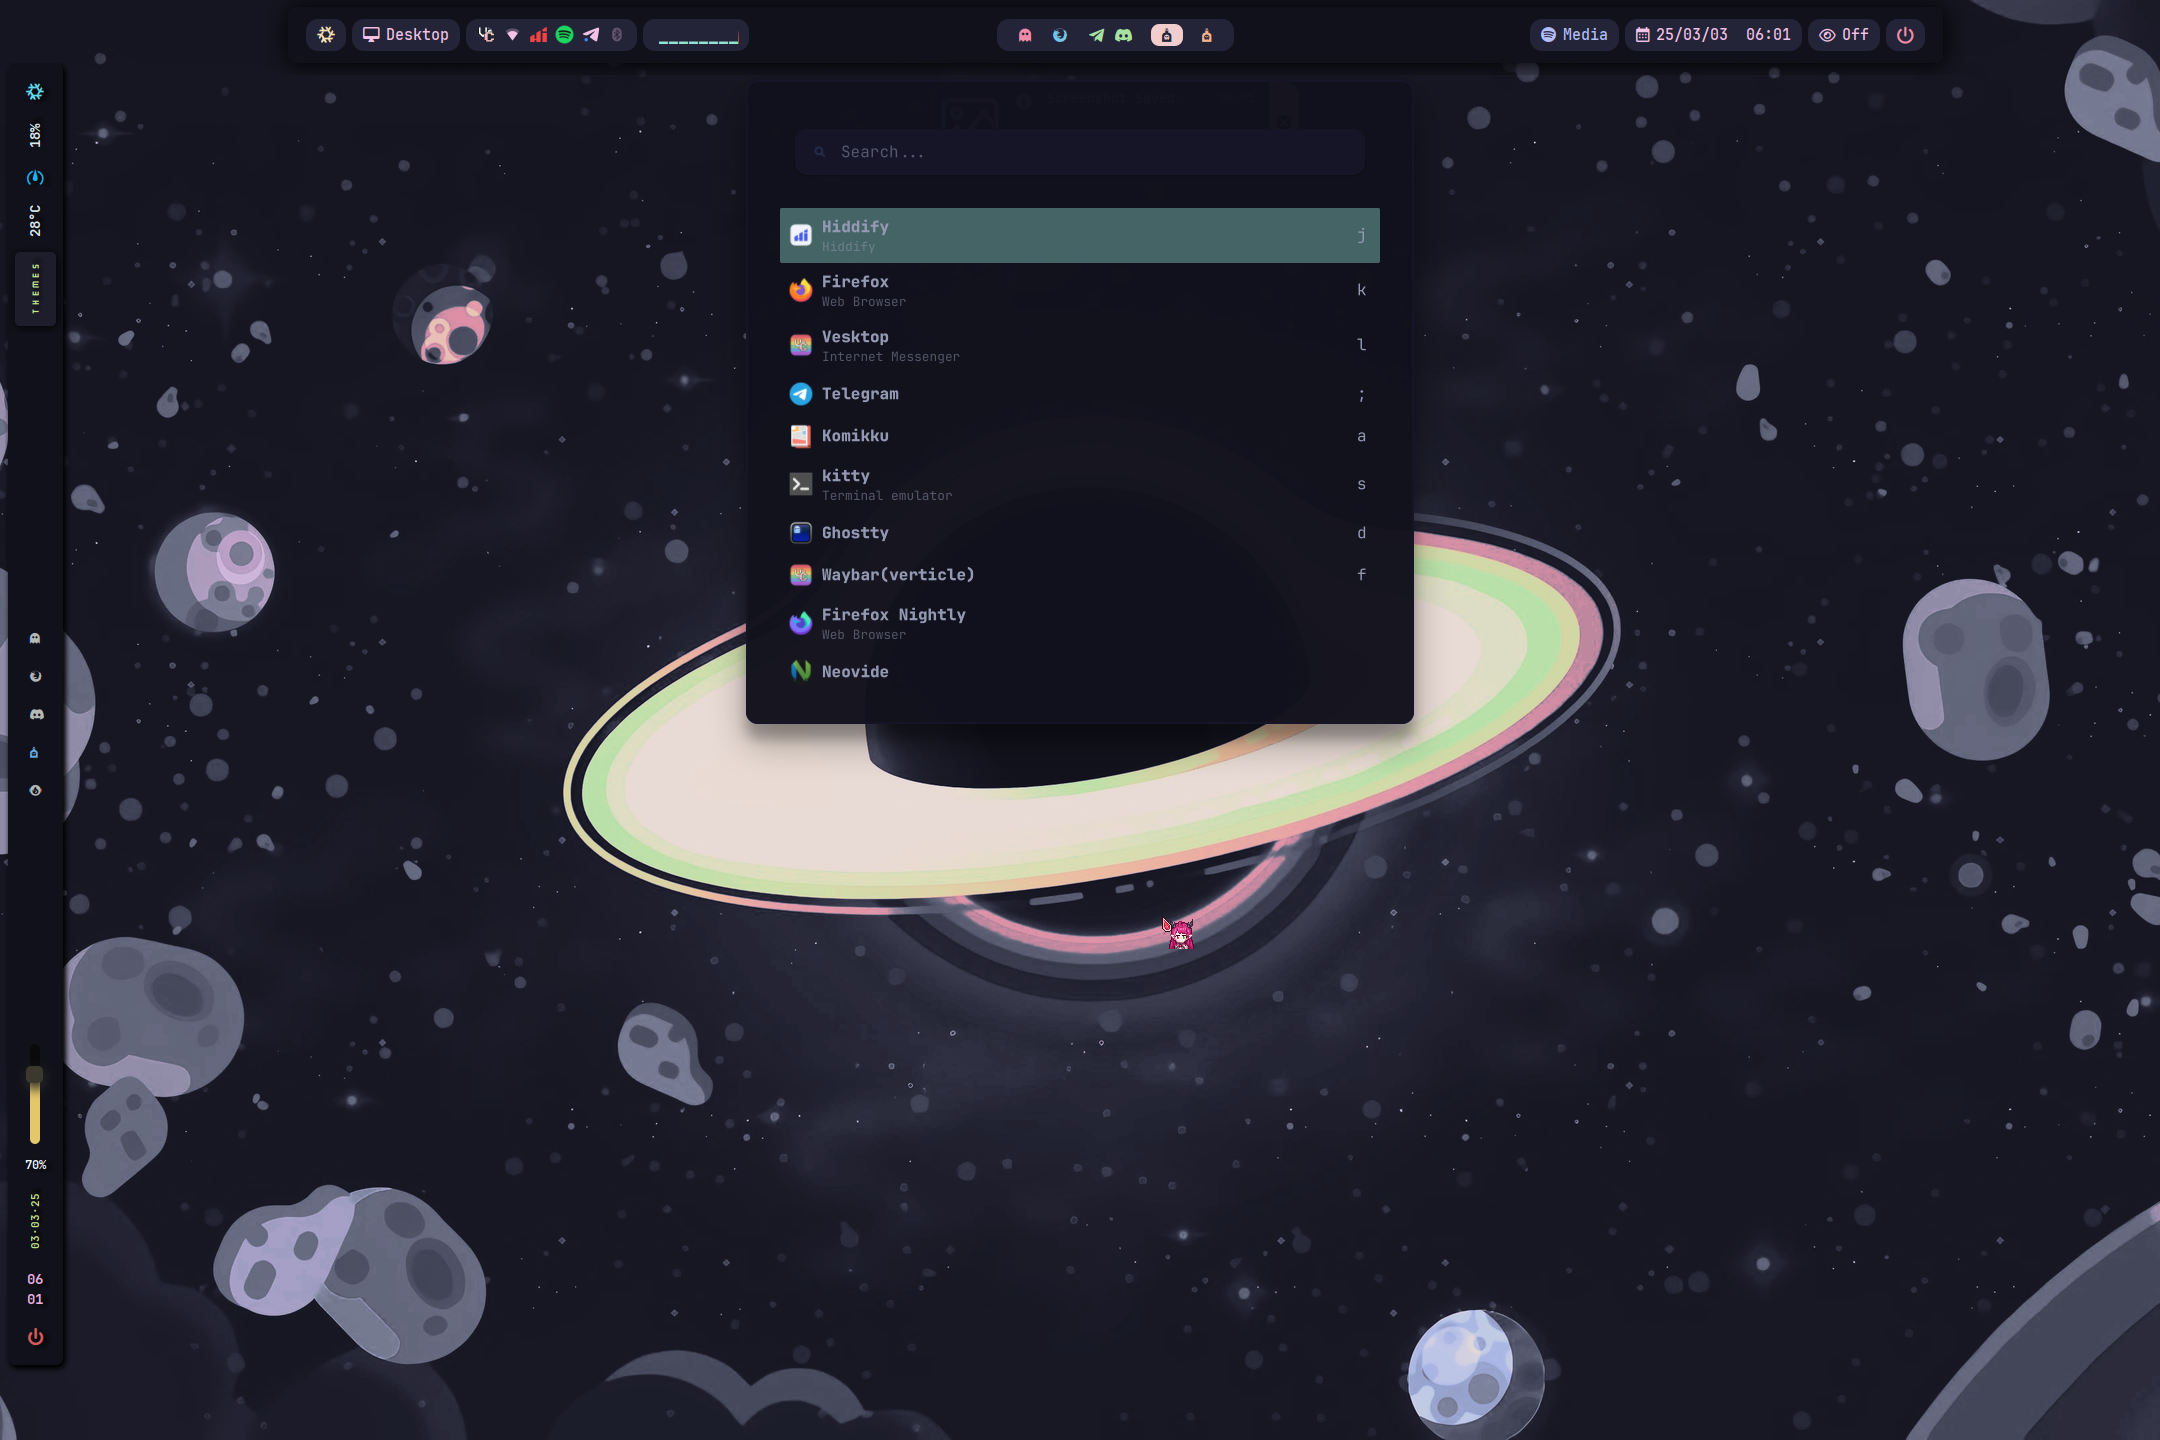 Desktop
Media
25/03/03 06:01
Off
18%
28°C
THEMES
Search...
Hiddify j
Hiddify
Firefox k
Web Browser
Vesktop l
Internet Messenger
Telegram ;
Komikku a
kitty s
Terminal emulator
Ghostty d
Waybar(verticle) f
Firefox Nightly
Web Browser
Neovide
70%
03·03·25
06
01